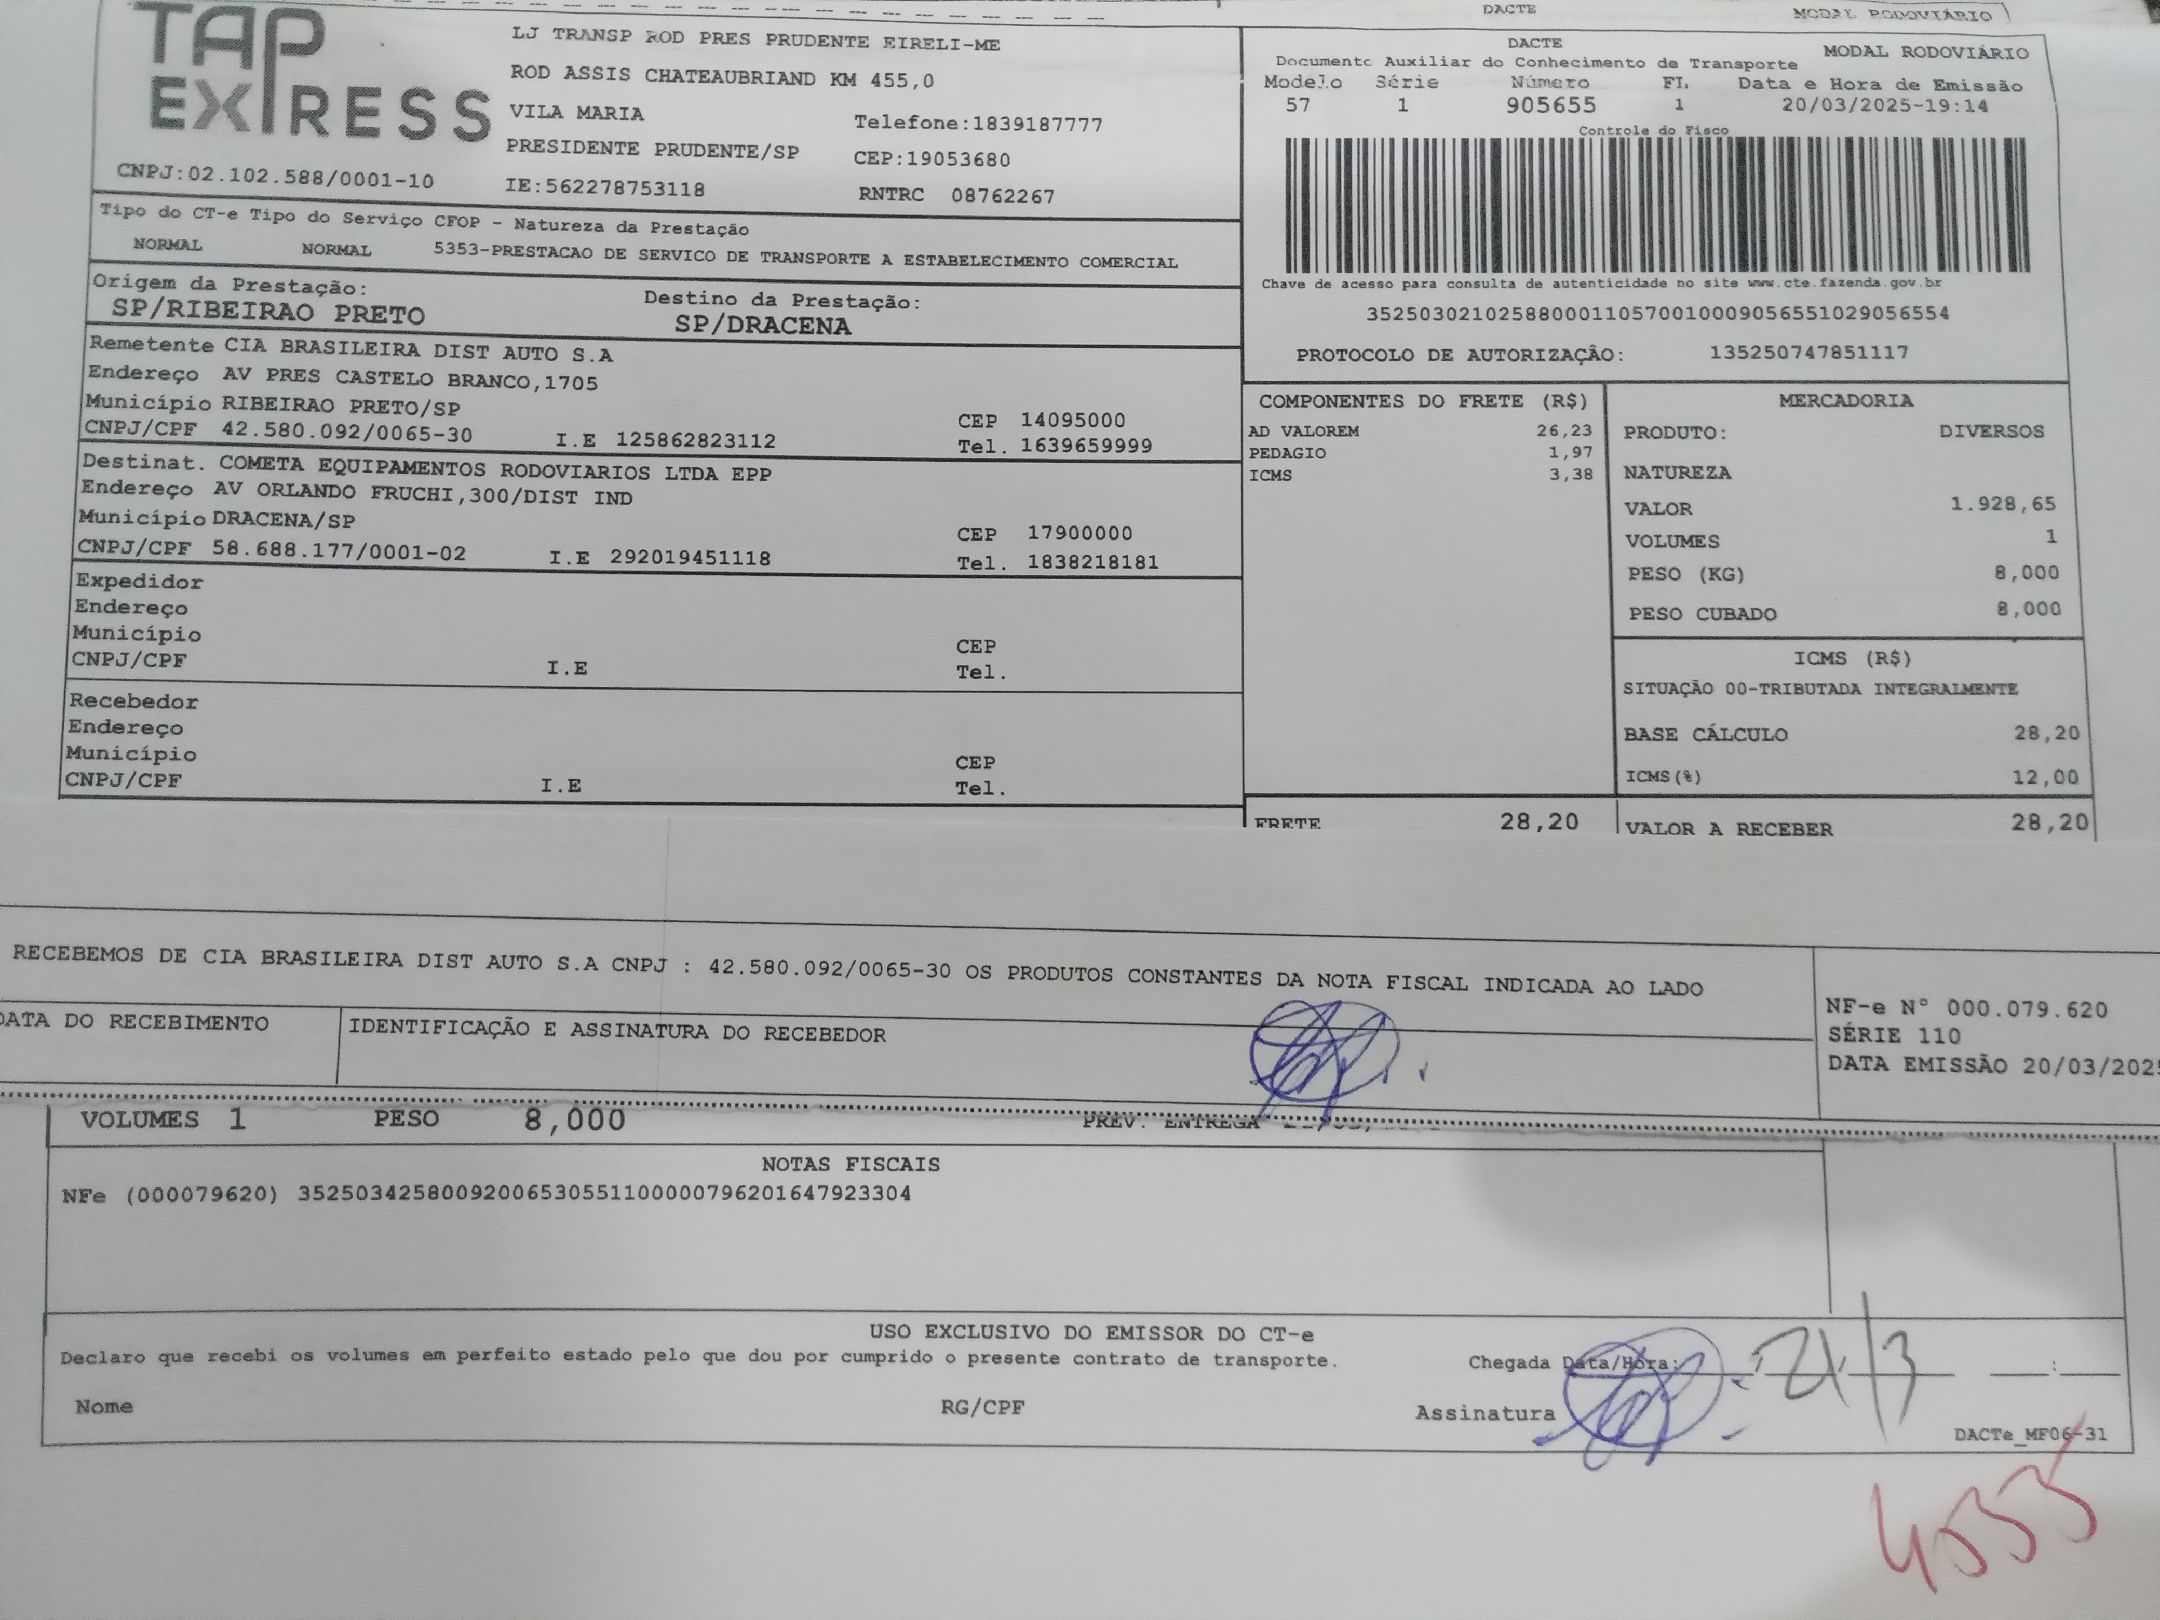 DACTE
MODAL RODOVIÁRIO
TAP
EXPRESS
CNPJ:02.102.588/0001-10
LJ TRANSP ROD PRES PRUDENTE EIRELI-ME
ROD ASSIS CHATEAUBRIAND KM 455,0
VILA MARIA
Telefone:1839187777
PRESIDENTE PRUDENTE/SP
CEP:19053680
IE:562278753118
RNTRC 08762267
DACTE
MODAL RODOVIÁRIO
Documento Auxiliar do Conhecimento de Transporte
Modelo Série Número FL Data e Hora de Emissão
57 1 905655 1 20/03/2025-19:14
Controle do Fisco
Chave de acesso para consulta de autenticidade no site www.cte.fazenda.gov.br
35250302102588000110570010009056551029056554
PROTOCOLO DE AUTORIZAÇÃO: 135250747851117
Tipo do CT-e Tipo do Serviço CFOP - Natureza da Prestação
NORMAL NORMAL 5353-PRESTACAO DE SERVICO DE TRANSPORTE A ESTABELECIMENTO COMERCIAL
Origem da Prestação: Destino da Prestação:
SP/RIBEIRAO PRETO SP/DRACENA
Remetente CIA BRASILEIRA DIST AUTO S.A
Endereço AV PRES CASTELO BRANCO,1705
Município RIBEIRAO PRETO/SP CEP 14095000
CNPJ/CPF 42.580.092/0065-30 I.E 125862823112 Tel. 1639659999
Destinat. COMETA EQUIPAMENTOS RODOVIARIOS LTDA EPP
Endereço AV ORLANDO FRUCHI,300/DIST IND
Município DRACENA/SP CEP 17900000
CNPJ/CPF 58.688.177/0001-02 I.E 292019451118 Tel. 1838218181
Expedidor
Endereço
Município CEP
CNPJ/CPF I.E Tel.
Recebedor
Endereço
Município CEP
CNPJ/CPF I.E Tel.
COMPONENTES DO FRETE (R$)
AD VALOREM 26,23
PEDAGIO 1,97
ICMS 3,38
FRETE 28,20
MERCADORIA
PRODUTO: DIVERSOS
NATUREZA
VALOR 1.928,65
VOLUMES 1
PESO (KG) 8,000
PESO CUBADO 8,000
ICMS (R$)
SITUAÇÃO 00-TRIBUTADA INTEGRALMENTE
BASE CÁLCULO 28,20
ICMS(%) 12,00
VALOR A RECEBER 28,20
RECEBEMOS DE CIA BRASILEIRA DIST AUTO S.A CNPJ : 42.580.092/0065-30 OS PRODUTOS CONSTANTES DA NOTA FISCAL INDICADA AO LADO
DATA DO RECEBIMENTO
IDENTIFICAÇÃO E ASSINATURA DO RECEBEDOR
NF-e N° 000.079.620
SÉRIE 110
DATA EMISSÃO 20/03/2025
VOLUMES 1 PESO 8,000 PREV. ENTREGA
NOTAS FISCAIS
NFe (000079620) 35250342580092006530551100000796201647923304
USO EXCLUSIVO DO EMISSOR DO CT-e
Declaro que recebi os volumes em perfeito estado pelo que dou por cumprido o presente contrato de transporte.
Chegada Data/Hora: 21/3
Nome RG/CPF Assinatura
DACTe_MF06-31
4535